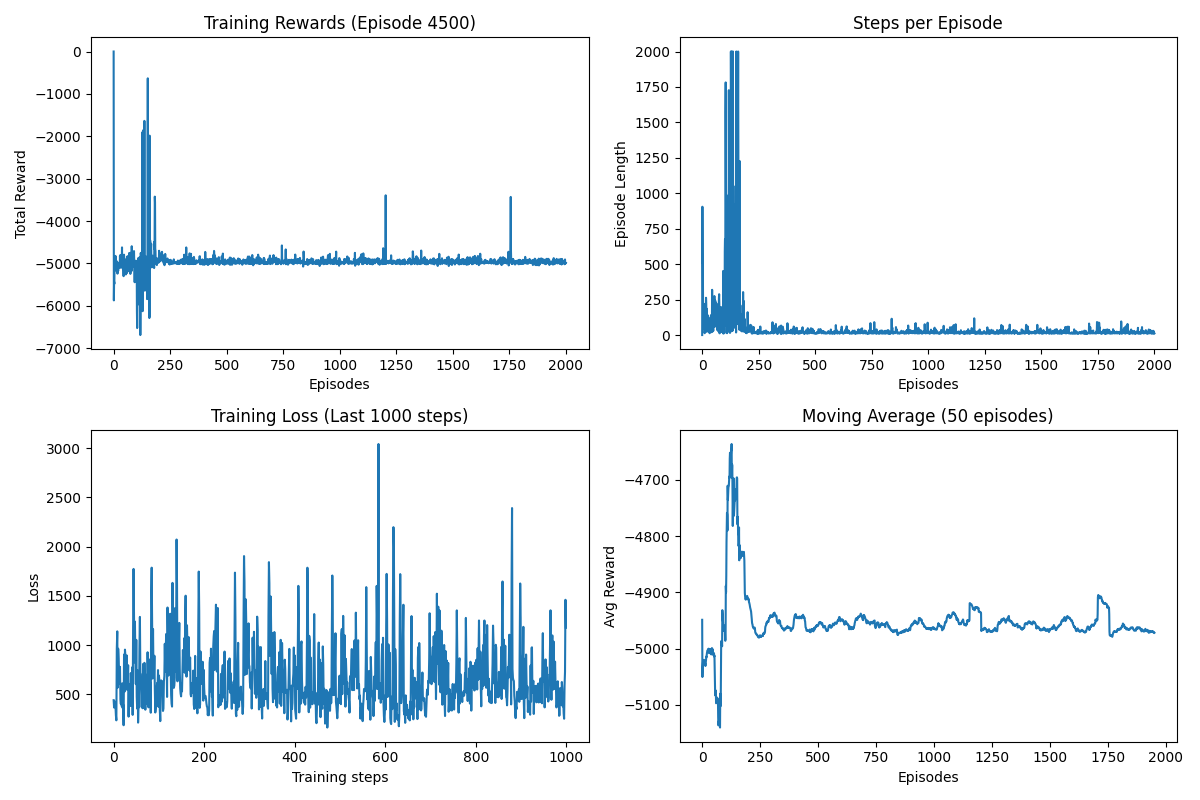 Training Rewards (Episode 4500)
Total Reward
0
−1000
−2000
−3000
−4000
−5000
−6000
−7000
0 250 500 750 1000 1250 1500 1750 2000
Episodes
Steps per Episode
Episode Length
2000
1750
1500
1250
1000
750
500
250
0
0 250 500 750 1000 1250 1500 1750 2000
Episodes
Training Loss (Last 1000 steps)
Loss
3000
2500
2000
1500
1000
500
0 200 400 600 800 1000
Training steps
Moving Average (50 episodes)
Avg Reward
−4700
−4800
−4900
−5000
−5100
0 250 500 750 1000 1250 1500 1750 2000
Episodes